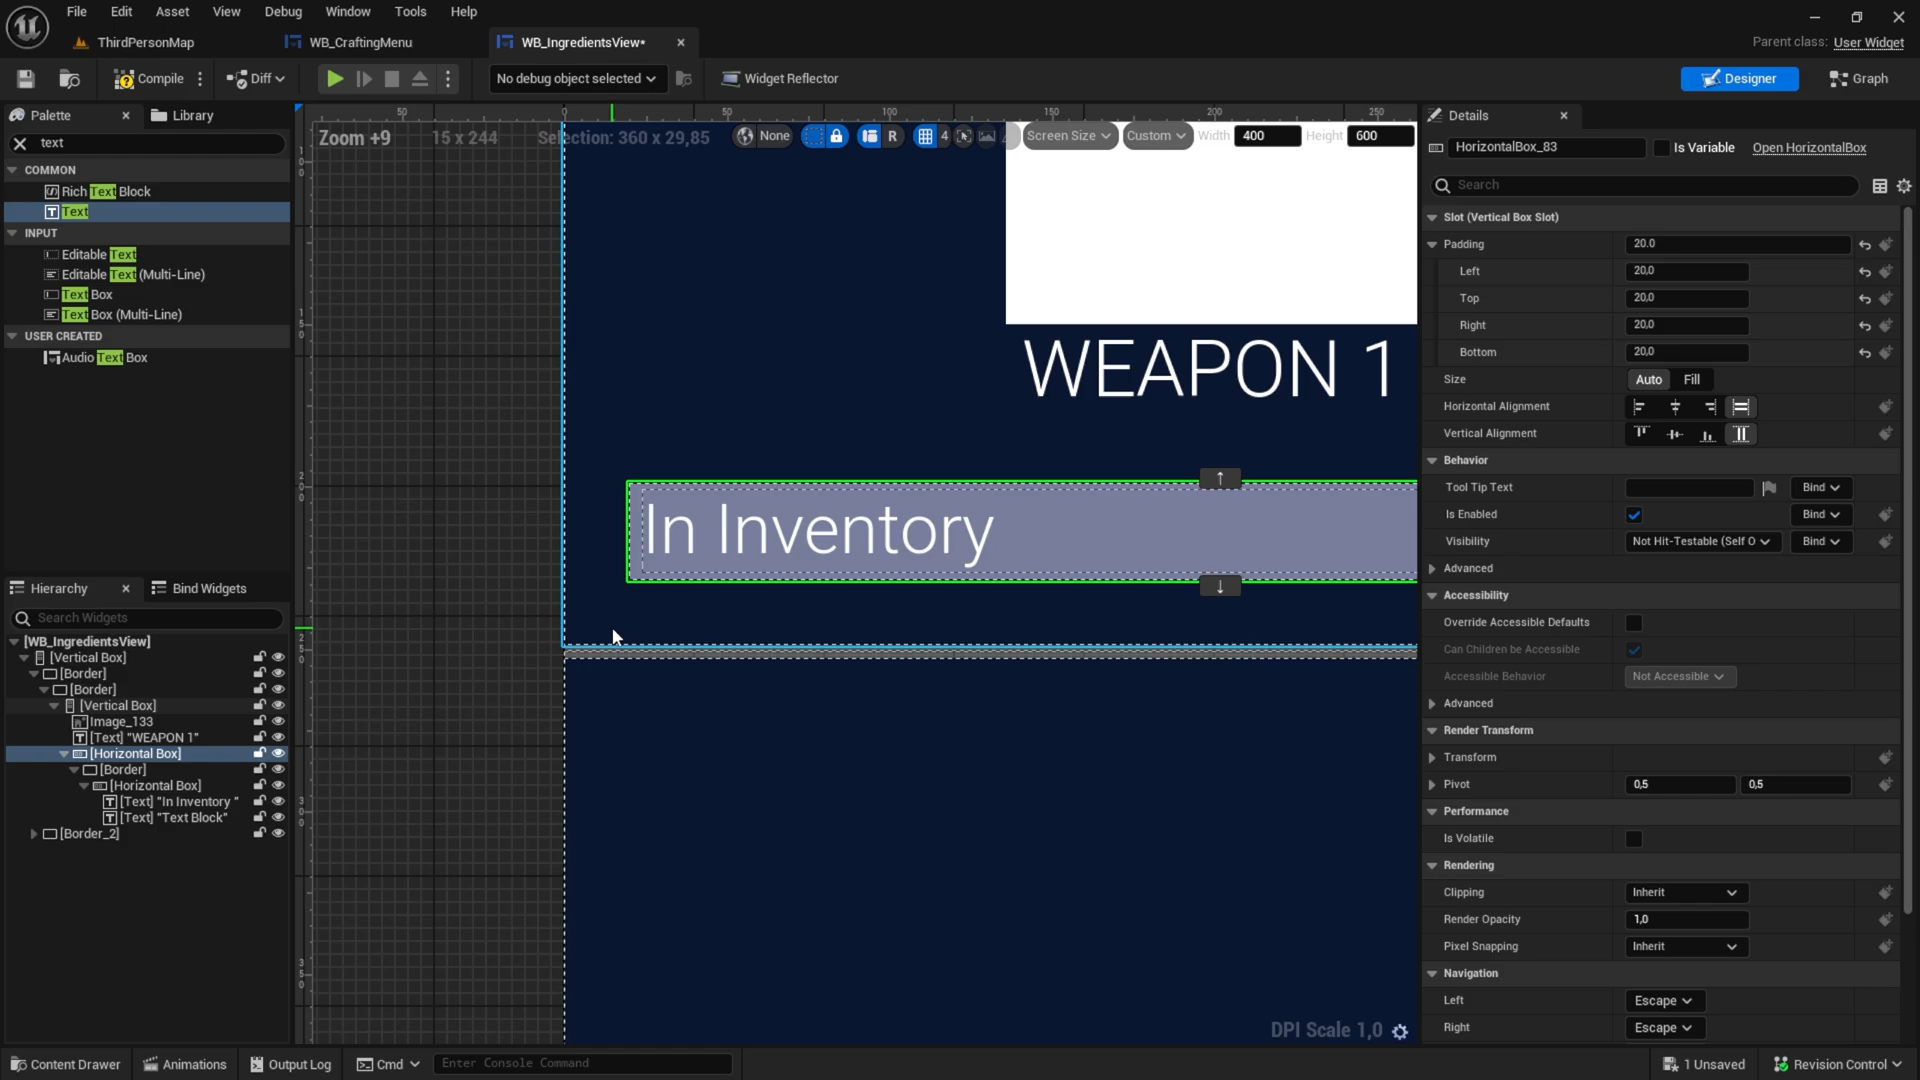 File Edit Asset View Debug Window Tools Help
ThirdPersonMap WB_CraftingMenu WB_IngredientsView*
Parent class: User Widget
Compile Diff No debug object selected Widget Reflector Designer Graph
Palette Library
text
COMMON
Rich Text Block
Text
INPUT
Editable Text
Editable Text (Multi-Line)
Text Box
Text Box (Multi-Line)
USER CREATED
Audio Text Box
Hierarchy Bind Widgets
Search Widgets
[WB_IngredientsView]
[Vertical Box]
[Border]
[Border]
[Vertical Box]
Image_133
[Text] "WEAPON 1"
[Horizontal Box]
[Border]
[Horizontal Box]
[Text] "In Inventory "
[Text] "Text Block"
[Border_2]
50 0 50 100 150 200 250
Zoom +9 15 x 244 Selection: 360 x 29,85 None R 4 Screen Size Custom Width 400 Height 600
WEAPON 1
In Inventory
DPI Scale 1,0
Details
HorizontalBox_83 Is Variable Open HorizontalBox
Search
Slot (Vertical Box Slot)
Padding 20.0
Left 20,0
Top 20,0
Right 20,0
Bottom 20,0
Size Auto Fill
Horizontal Alignment
Vertical Alignment
Behavior
Tool Tip Text Bind
Is Enabled Bind
Visibility Not Hit-Testable (Self O Bind
Advanced
Accessibility
Override Accessible Defaults
Can Children be Accessible
Accessible Behavior Not Accessible
Advanced
Render Transform
Transform
Pivot 0,5 0,5
Performance
Is Volatile
Rendering
Clipping Inherit
Render Opacity 1,0
Pixel Snapping Inherit
Navigation
Left Escape
Right Escape
Content Drawer Animations Output Log Cmd Enter Console Command 1 Unsaved Revision Control